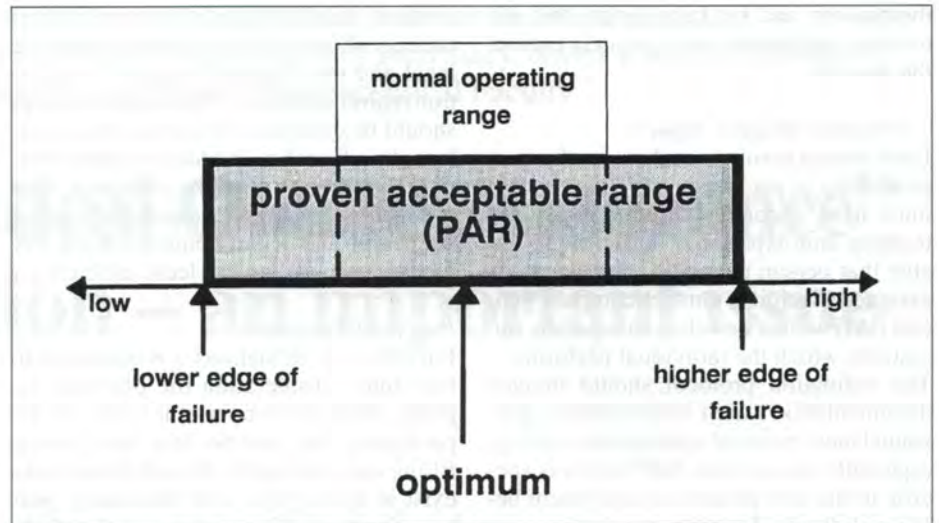 normal operating
range
proven acceptable range
(PAR)
low
high
lower edge of
failure
higher edge of
failure
optimum